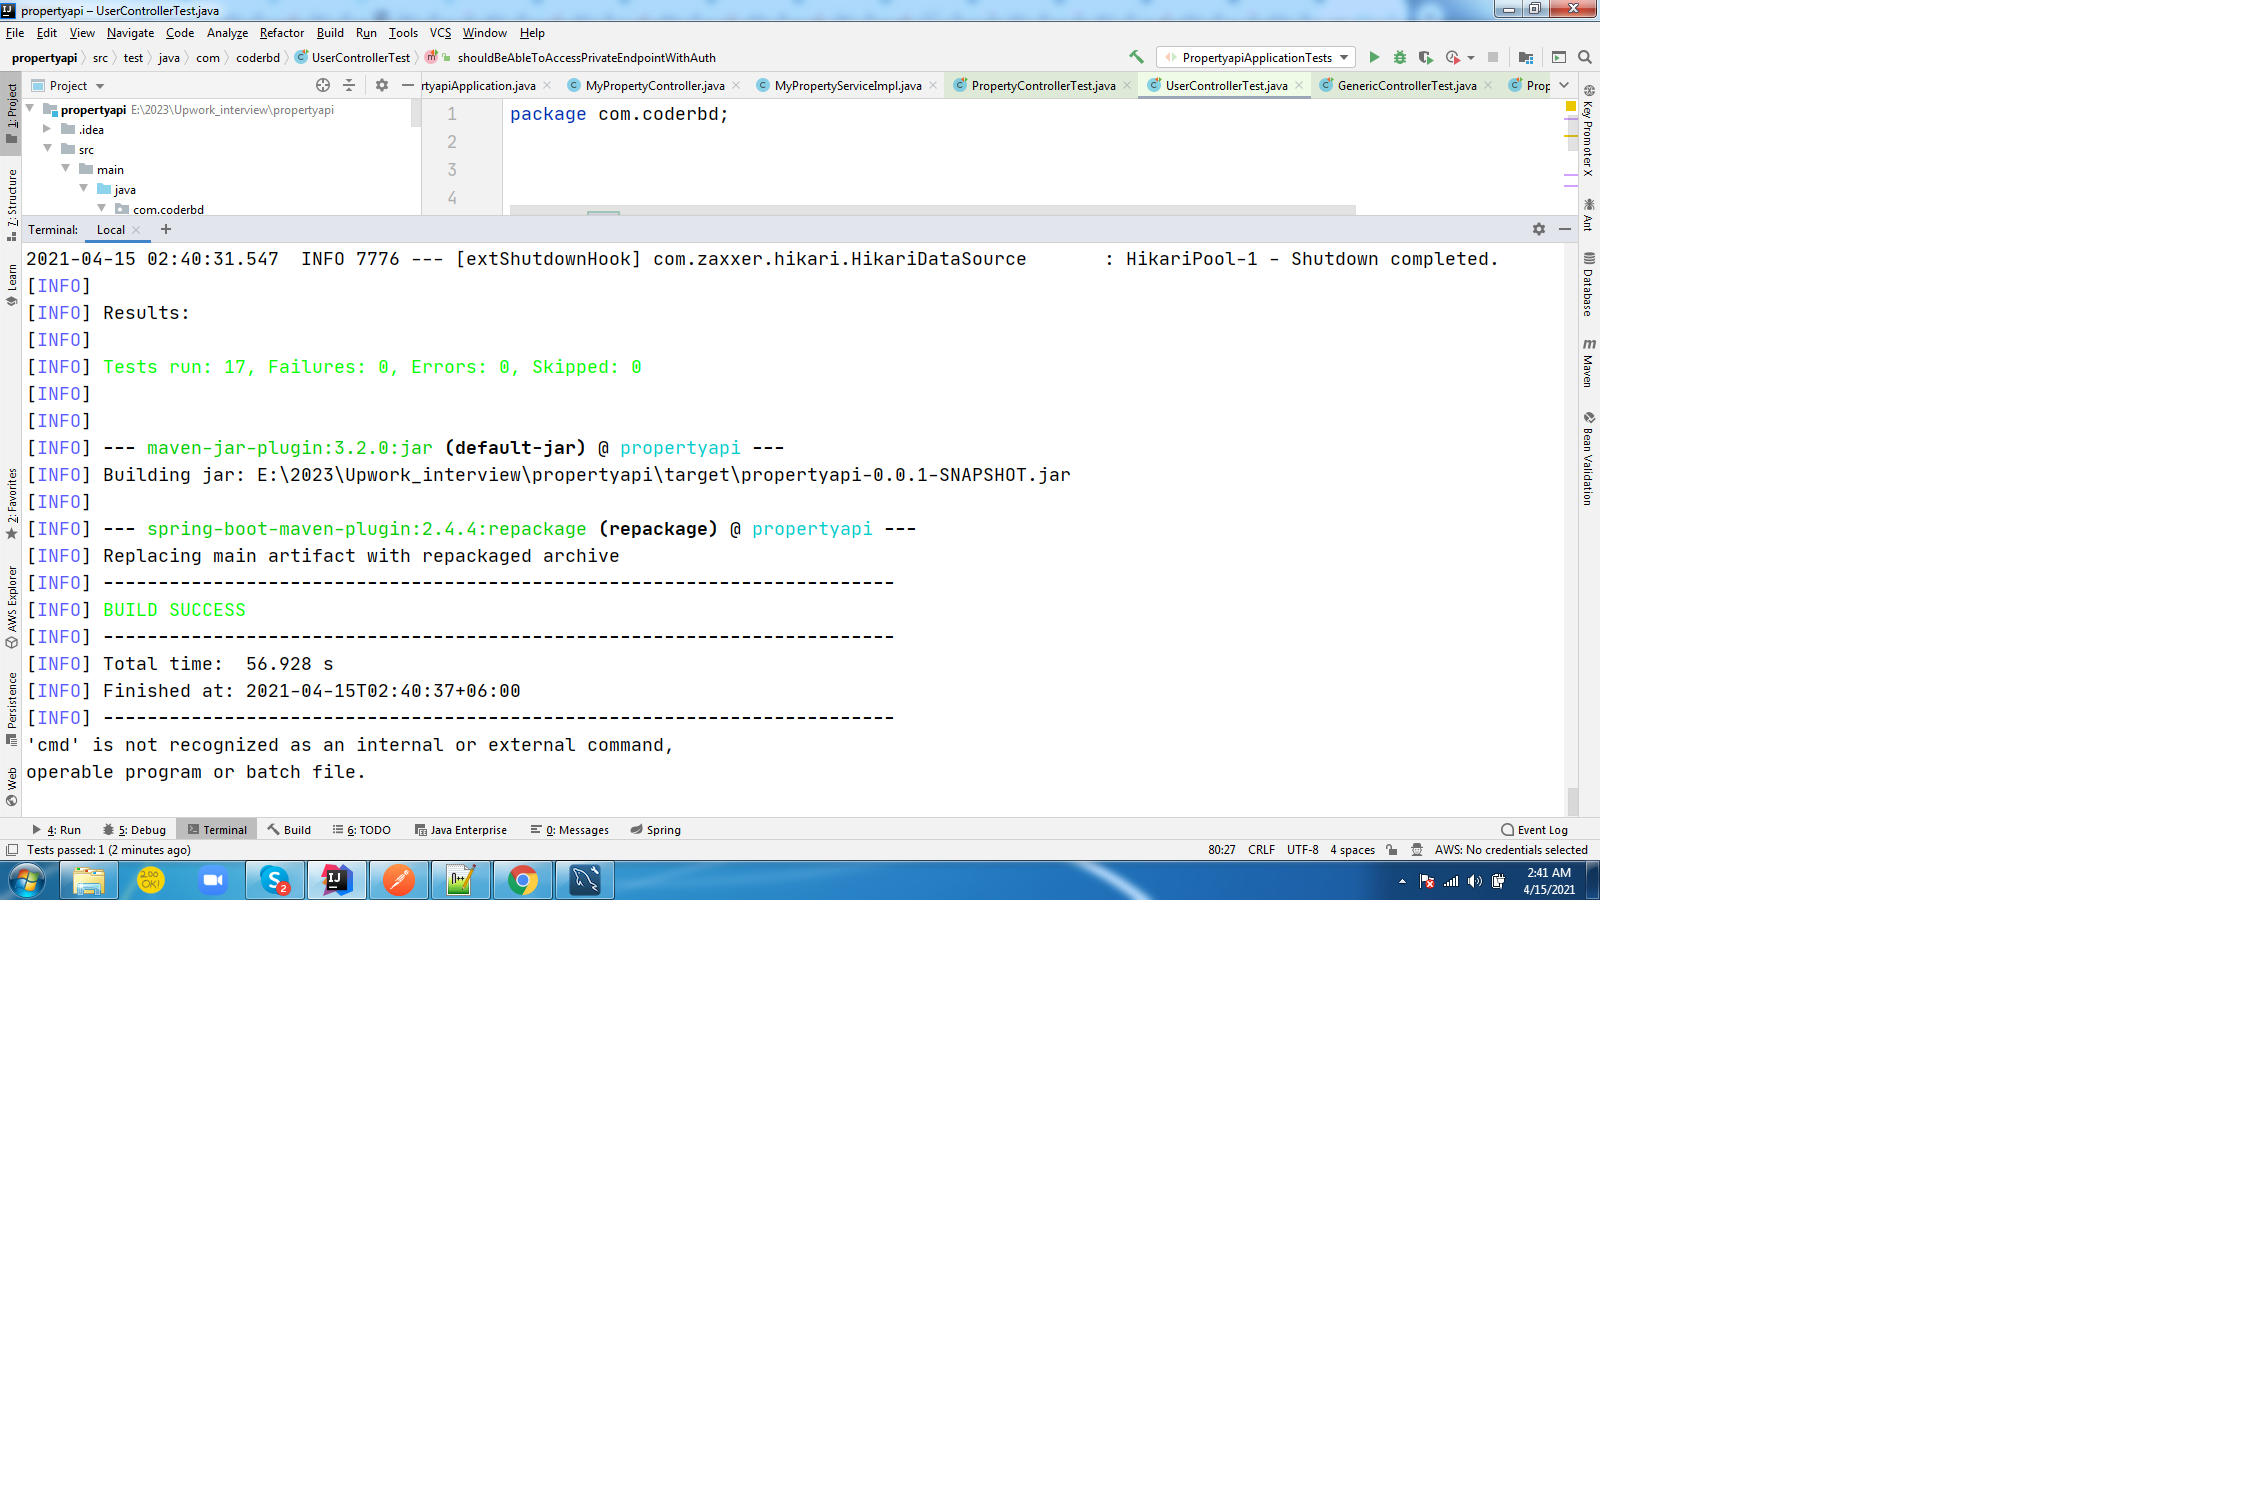 propertyapi – UserControllerTest.java
File Edit View Navigate Code Analyze Refactor Build Run Tools VCS Window Help
propertyapi src test java com coderbd UserControllerTest shouldBeAbleToAccessPrivateEndpointWithAuth PropertyapiApplicationTests
Project rtyapiApplication.java MyPropertyController.java MyPropertyServiceImpl.java PropertyControllerTest.java UserControllerTest.java GenericControllerTest.java Prop
propertyapi E:\2023\Upwork_interview\propertyapi
.idea
src
main
java
com.coderbd
1 package com.coderbd;
2
3
4
Terminal: Local +
2021-04-15 02:40:31.547  INFO 7776 --- [extShutdownHook] com.zaxxer.hikari.HikariDataSource       : HikariPool-1 - Shutdown completed.
[INFO]
[INFO] Results:
[INFO]
[INFO] Tests run: 17, Failures: 0, Errors: 0, Skipped: 0
[INFO]
[INFO]
[INFO] --- maven-jar-plugin:3.2.0:jar (default-jar) @ propertyapi ---
[INFO] Building jar: E:\2023\Upwork_interview\propertyapi\target\propertyapi-0.0.1-SNAPSHOT.jar
[INFO]
[INFO] --- spring-boot-maven-plugin:2.4.4:repackage (repackage) @ propertyapi ---
[INFO] Replacing main artifact with repackaged archive
[INFO] ------------------------------------------------------------------------
[INFO] BUILD SUCCESS
[INFO] ------------------------------------------------------------------------
[INFO] Total time:  56.928 s
[INFO] Finished at: 2021-04-15T02:40:37+06:00
[INFO] ------------------------------------------------------------------------
'cmd' is not recognized as an internal or external command,
operable program or batch file.
1: Project
7: Structure
Learn
2: Favorites
AWS Explorer
Persistence
Web
Key Promoter X
Ant
Database
Maven
Bean Validation
4: Run 5: Debug Terminal Build 6: TODO Java Enterprise 0: Messages Spring Event Log
Tests passed: 1 (2 minutes ago) 80:27 CRLF UTF-8 4 spaces AWS: No credentials selected
200 OK! S 2 IJ n++ 2:41 AM
4/15/2021